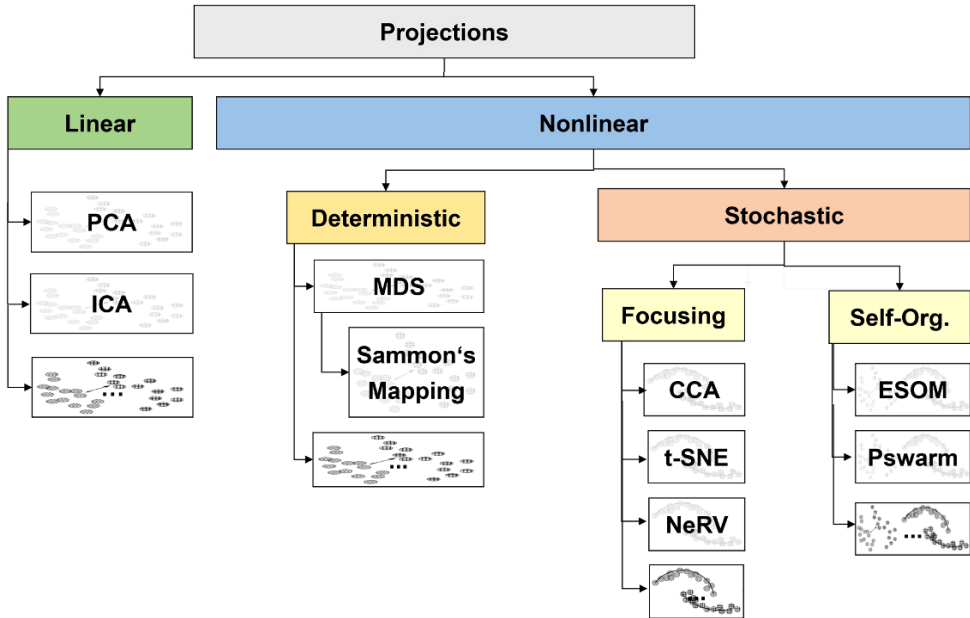 Projections
Linear
Nonlinear
PCA
ICA
...
Deterministic
MDS
Sammon‘s
Mapping
...
Stochastic
Focusing
CCA
t-SNE
NeRV
...
Self-Org.
ESOM
Pswarm
...